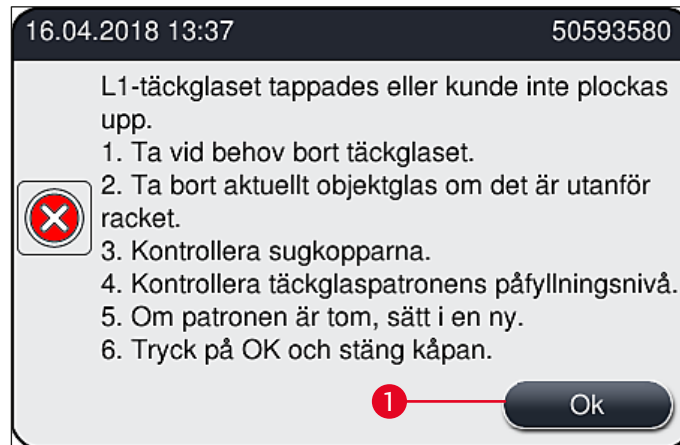 16.04.2018 13:37 50593580
L1-täckglaset tappades eller kunde inte plockas
upp.
1. Ta vid behov bort täckglaset.
2. Ta bort aktuellt objektglas om det är utanför
racket.
3. Kontrollera sugkopparna.
4. Kontrollera täckglaspatronens påfyllningsnivå.
5. Om patronen är tom, sätt i en ny.
6. Tryck på OK och stäng kåpan.
1 Ok